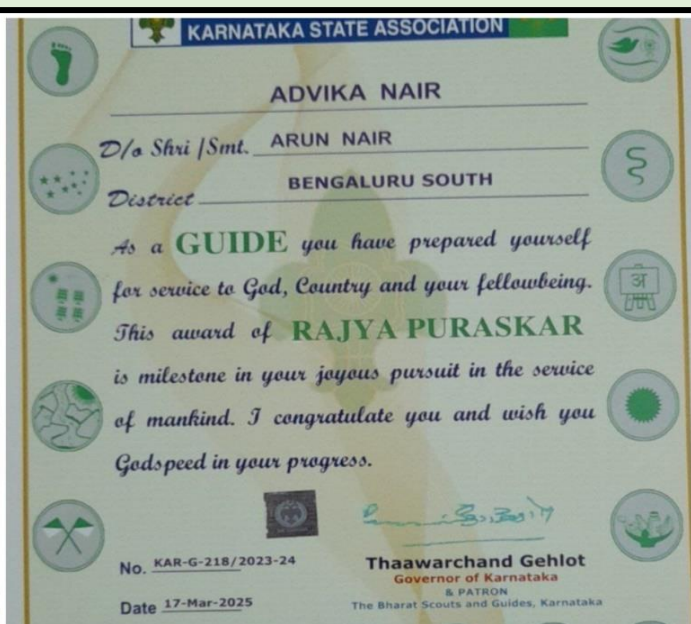 KARNATAKA STATE ASSOCIATION
ADVIKA NAIR
D/o Shri /Smt. ARUN NAIR
District BENGALURU SOUTH
As a GUIDE you have prepared yourself
for service to God, Country and your fellowbeing.
This award of RAJYA PURASKAR
is milestone in your joyous pursuit in the service
of mankind. I congratulate you and wish you
Godspeed in your progress.
अ
No. KAR-G-218/2023-24
Date 17-Mar-2025
Thaawarchand Gehlot
Governor of Karnataka
& PATRON
The Bharat Scouts and Guides, Karnataka